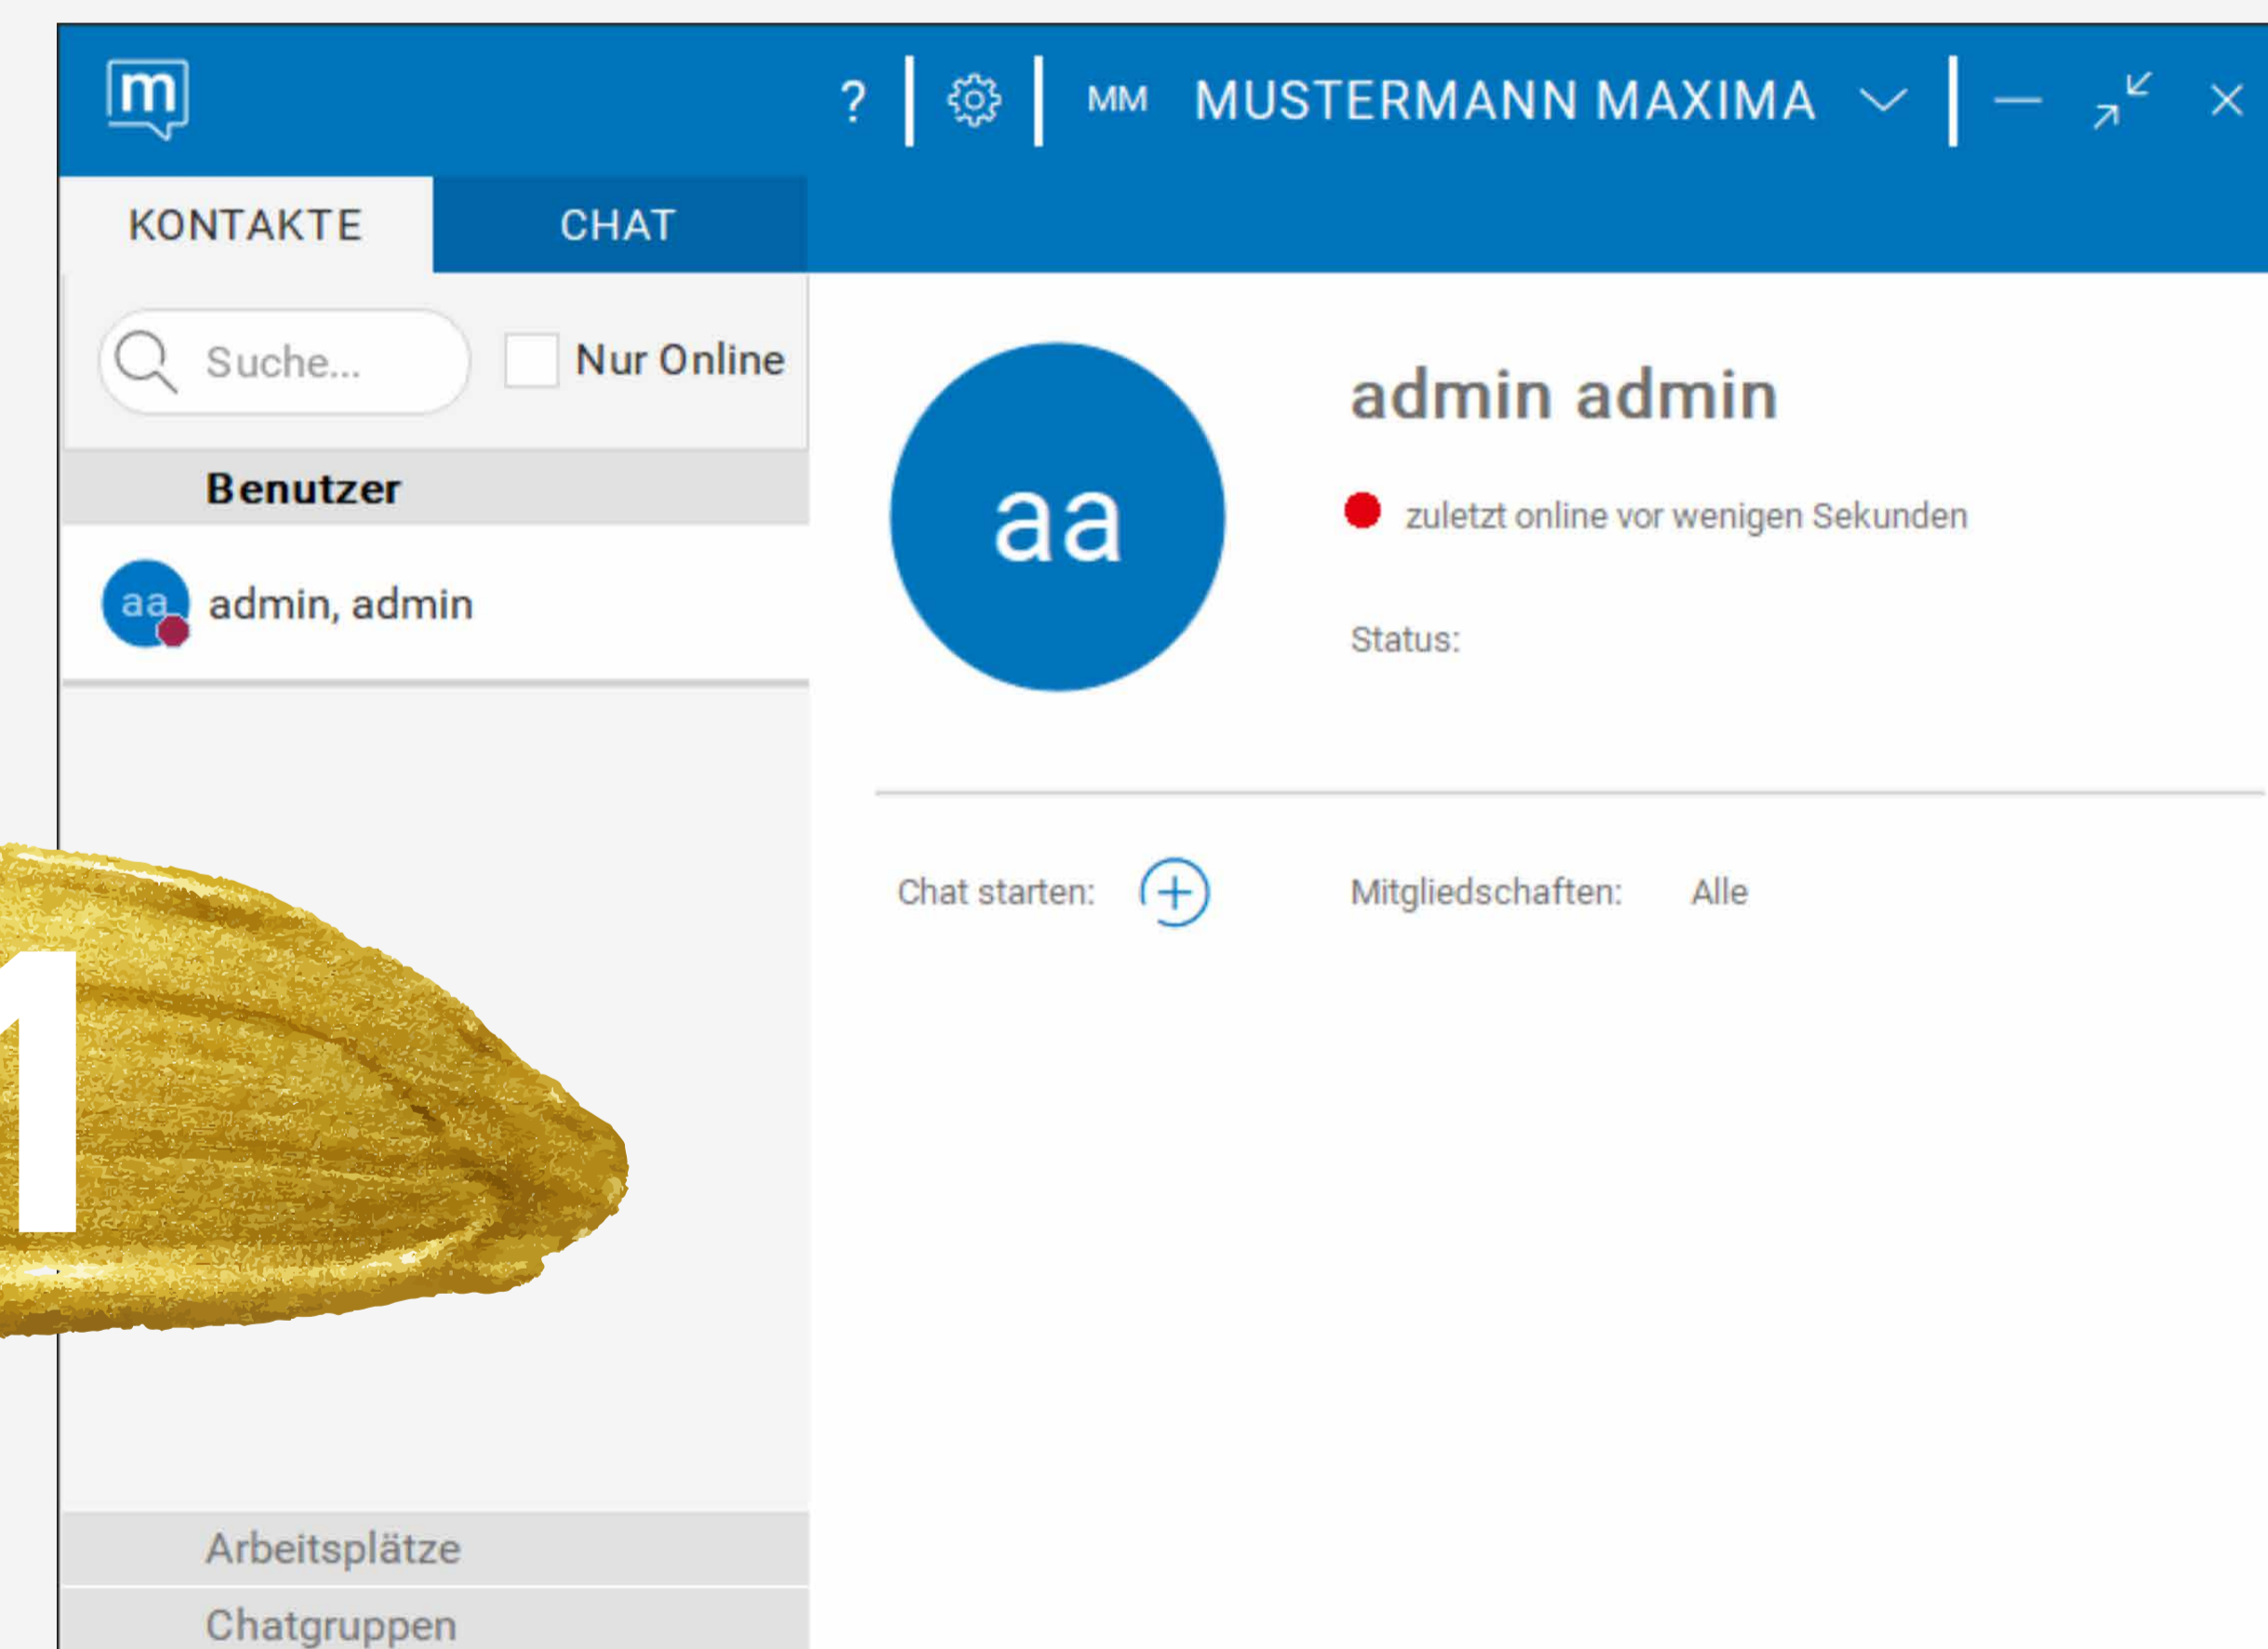 m
? MM MUSTERMANN MAXIMA
KONTAKTE CHAT
Suche... Nur Online
Benutzer
aa admin, admin
aa
admin admin
zuletzt online vor wenigen Sekunden
Status:
Chat starten: Mitgliedschaften: Alle
1
Arbeitsplätze
Chatgruppen